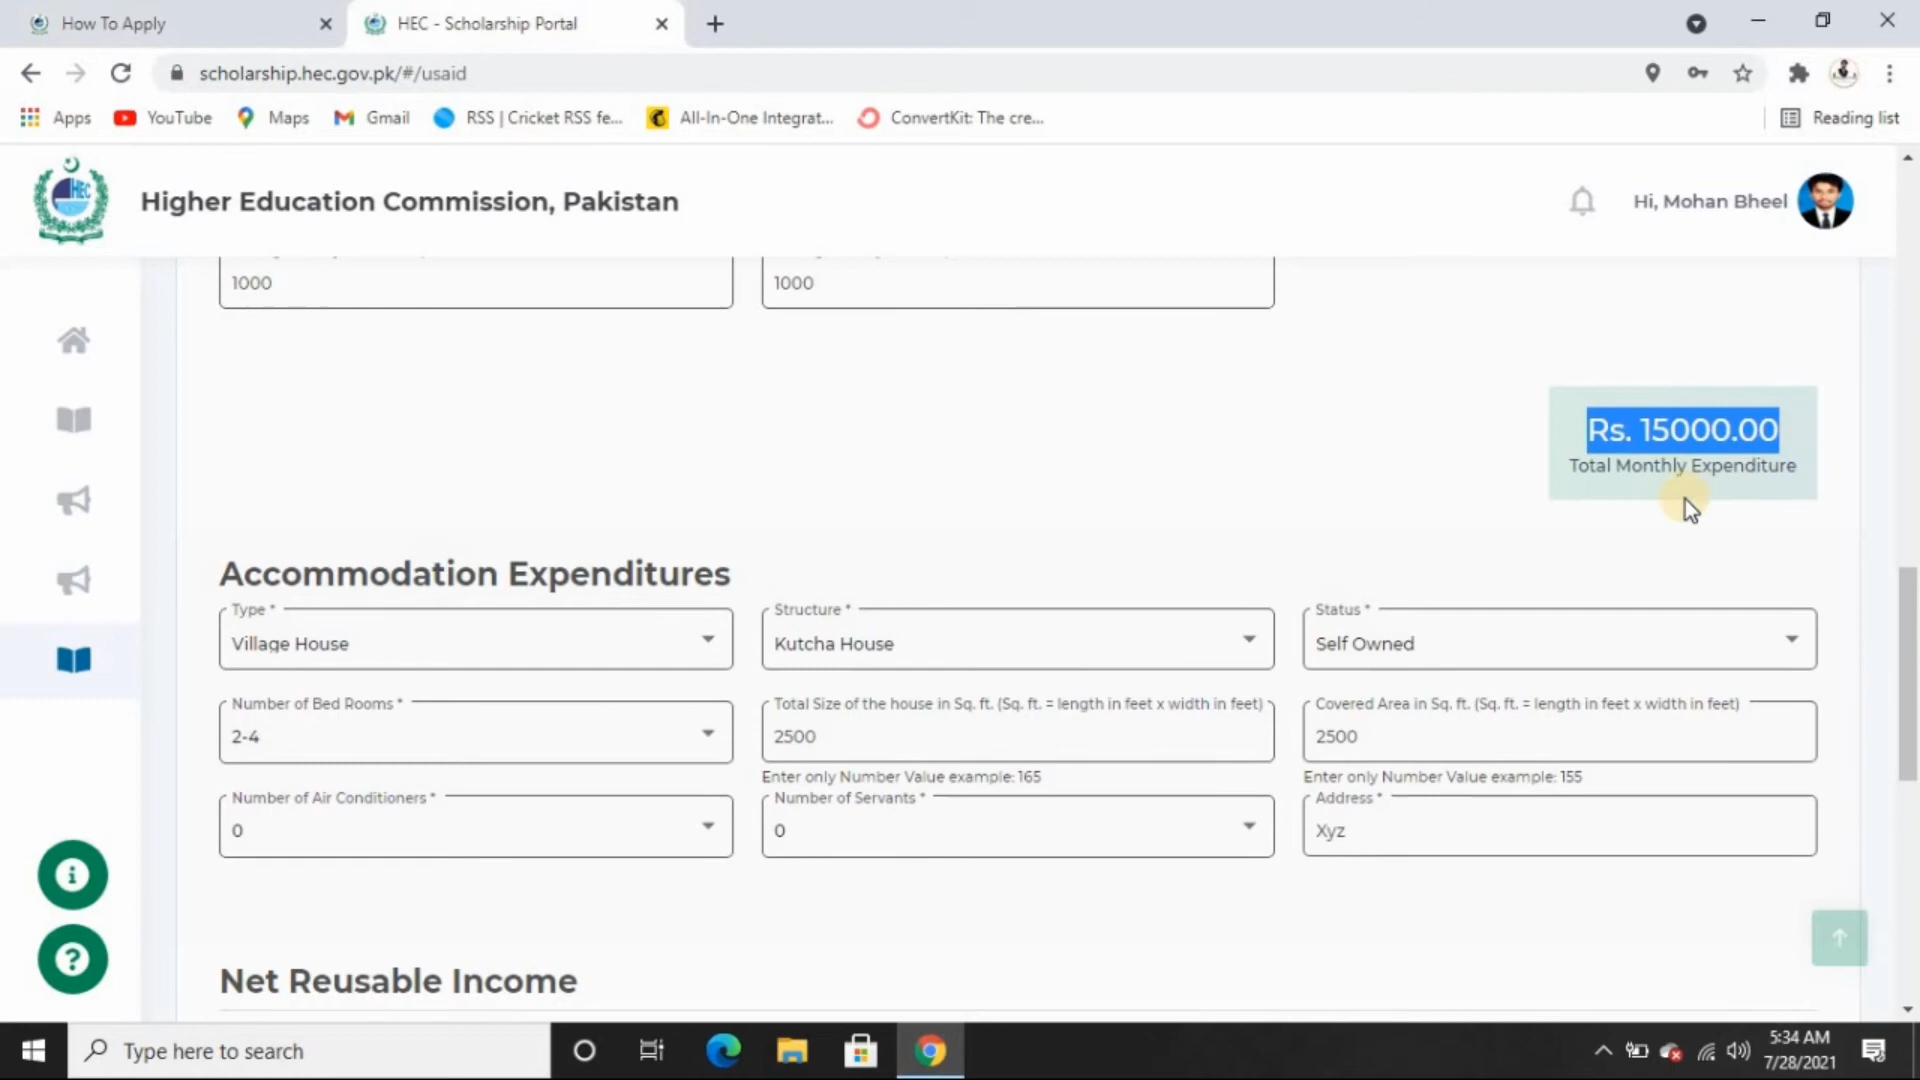 How To Apply
HEC - Scholarship Portal
scholarship.hec.gov.pk/#/usaid
Apps
YouTube
Maps
Gmail
RSS | Cricket RSS fe...
All-In-One Integrat...
ConvertKit: The cre...
Reading list
HEC
Higher Education Commission, Pakistan
Hi, Mohan Bheel
1000
1000
Rs. 15000.00
Total Monthly Expenditure
Accommodation Expenditures
Type *
Village House
Structure *
Kutcha House
Status *
Self Owned
Number of Bed Rooms *
2-4
Total Size of the house in Sq. ft. (Sq. ft. = length in feet x width in feet)
2500
Enter only Number Value example: 165
Covered Area in Sq. ft. (Sq. ft. = length in feet x width in feet)
2500
Enter only Number Value example: 155
Number of Air Conditioners *
0
Number of Servants *
0
Address *
Xyz
Net Reusable Income
Type here to search
5:34 AM
7/28/2021